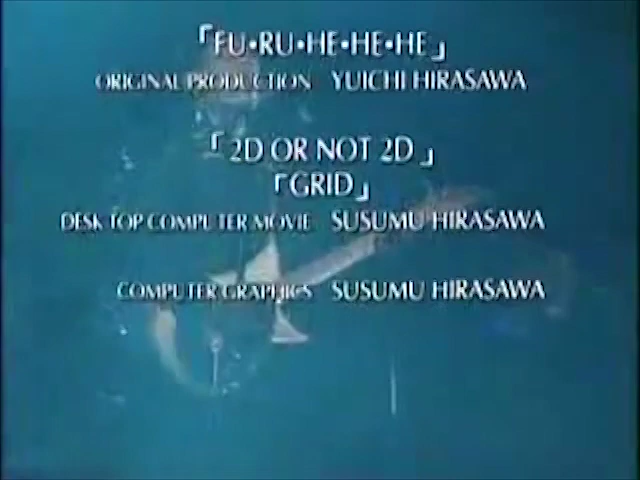 「FU•RU•HE•HE•HE」
ORIGINAL PRODUCTION YUICHI HIRASAWA
「2D OR NOT 2D」
「GRID」
DESK TOP COMPUTER MOVIE SUSUMU HIRASAWA
COMPUTER GRAPHICS SUSUMU HIRASAWA